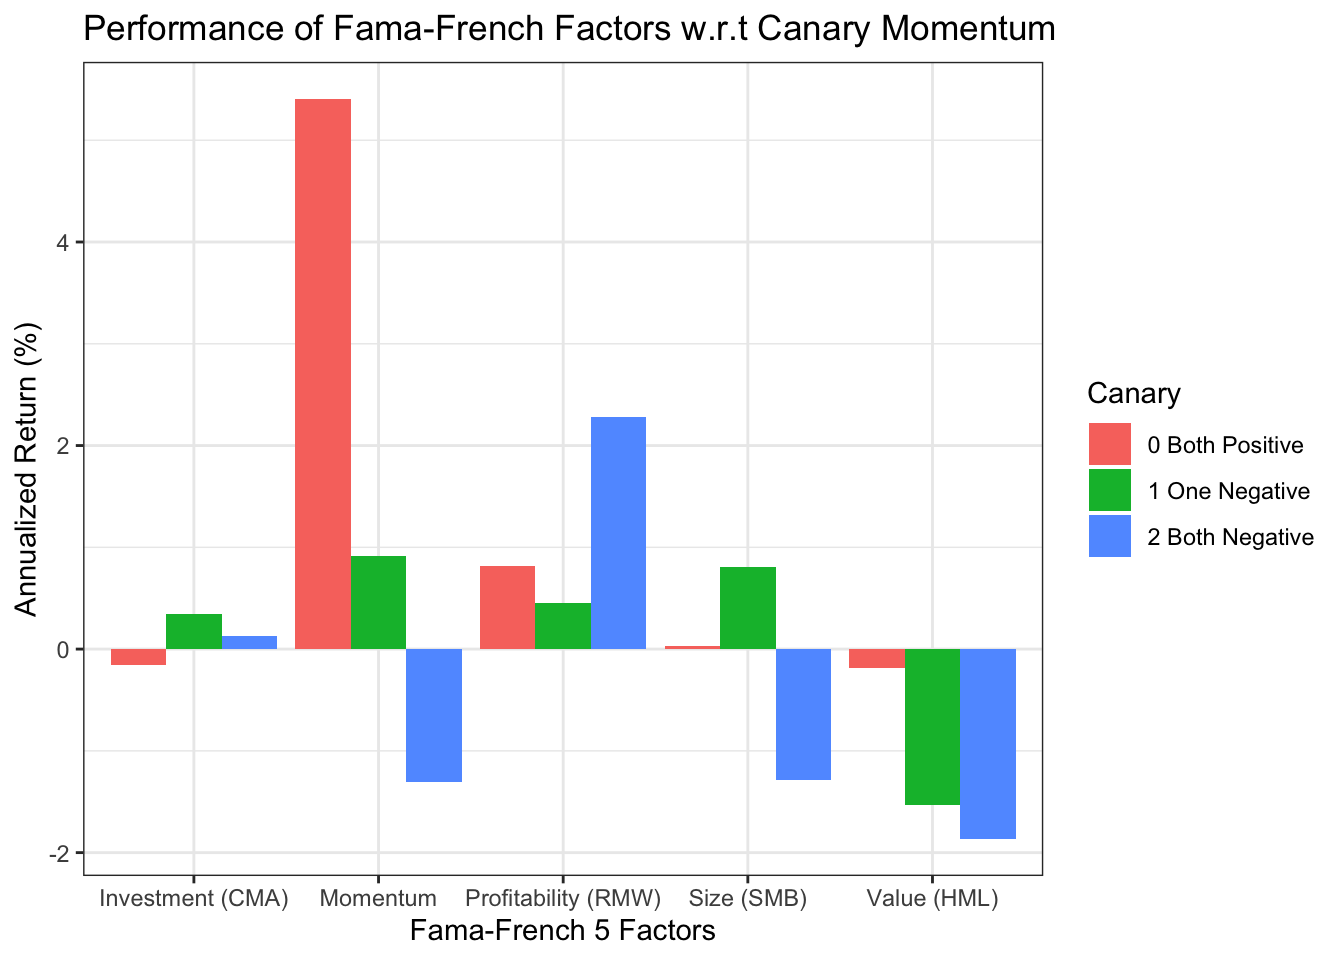 Performance of Fama-French Factors w.r.t Canary Momentum
Annualized Return (%)
4
2
0
-2
Investment (CMA)
Momentum
Profitability (RMW)
Size (SMB)
Value (HML)
Fama-French 5 Factors
Canary
0 Both Positive
1 One Negative
2 Both Negative